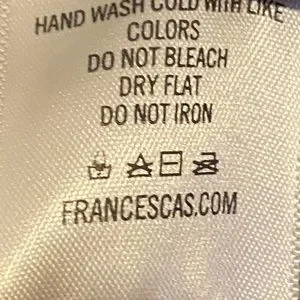 HAND WASH COLD WITH LIKE
COLORS
DO NOT BLEACH
DRY FLAT
DO NOT IRON
FRANCESCAS.COM